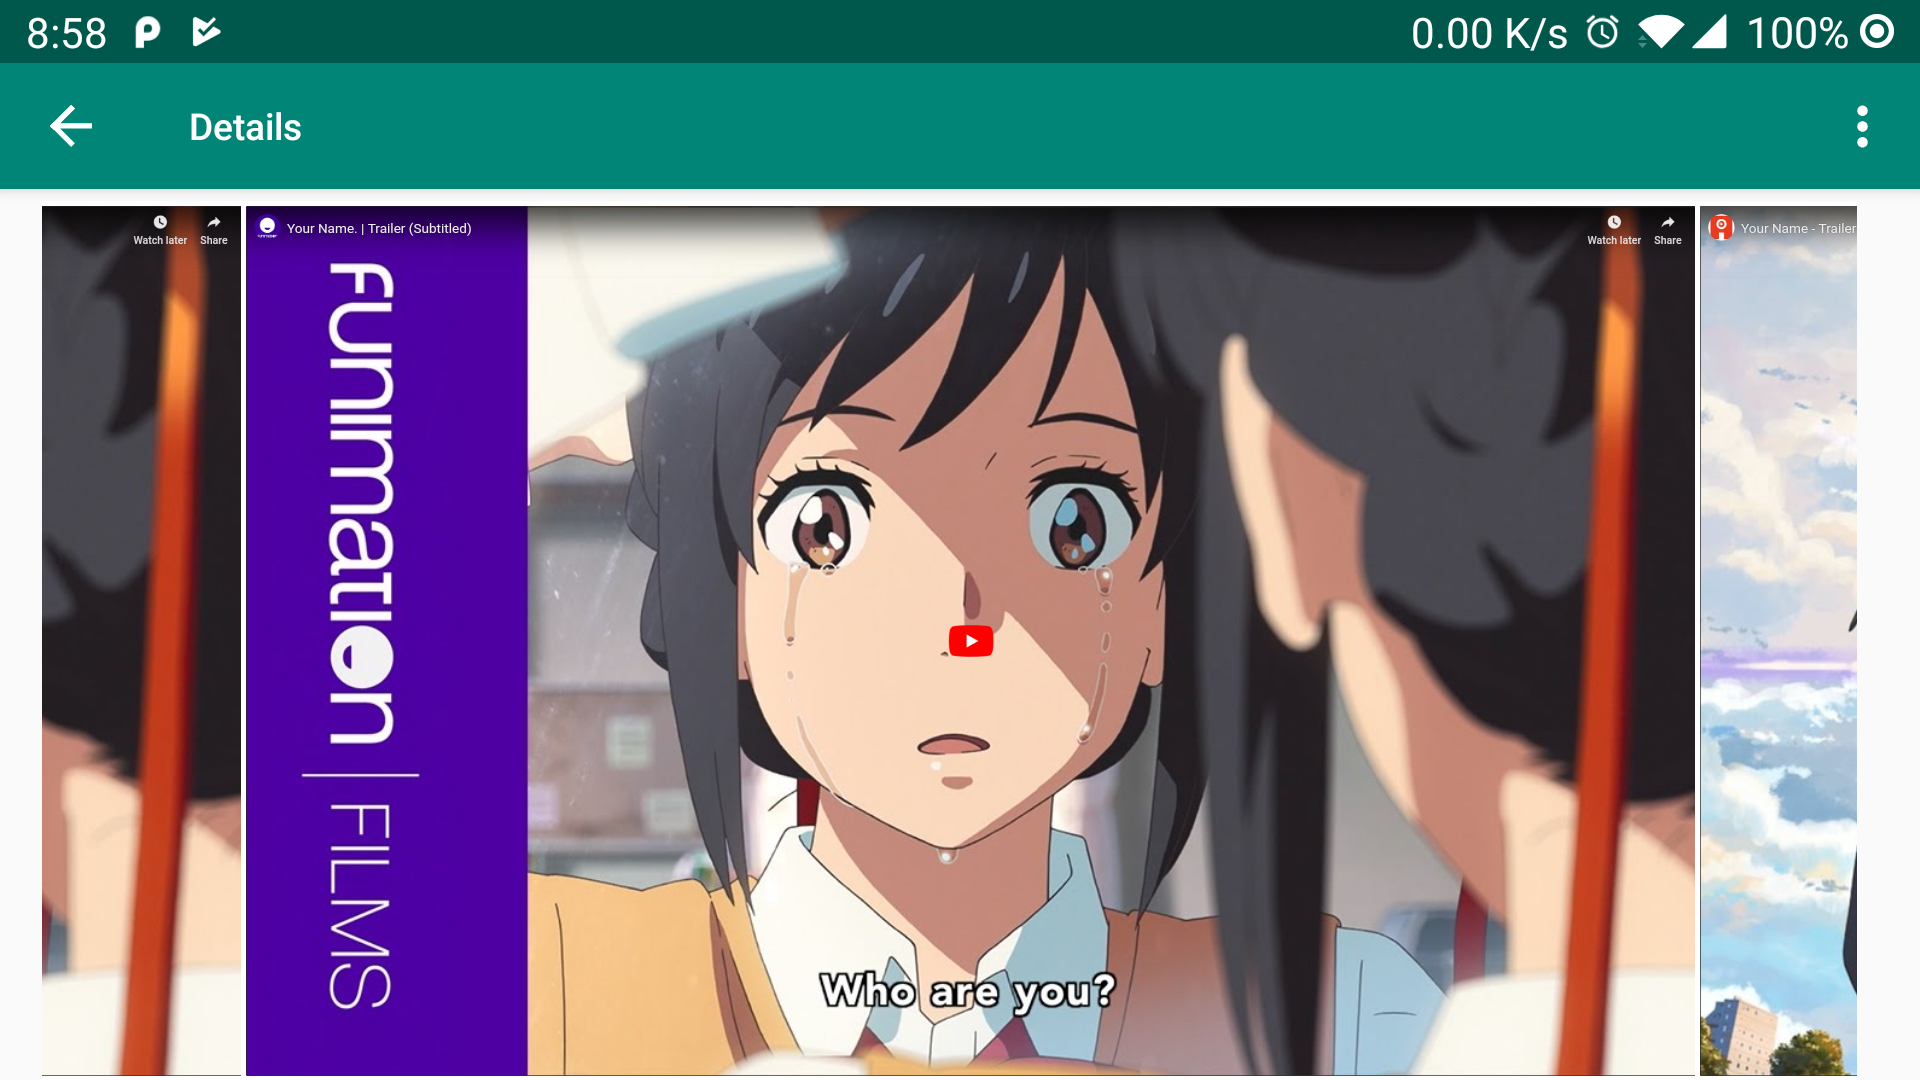 8:58
0.00 K/s
100%
Details
Watch later
Share
Your Name. | Trailer (Subtitled)
Watch later
Share
Your Name - Trailer
FUNIMATION
FILMS
Who are you?